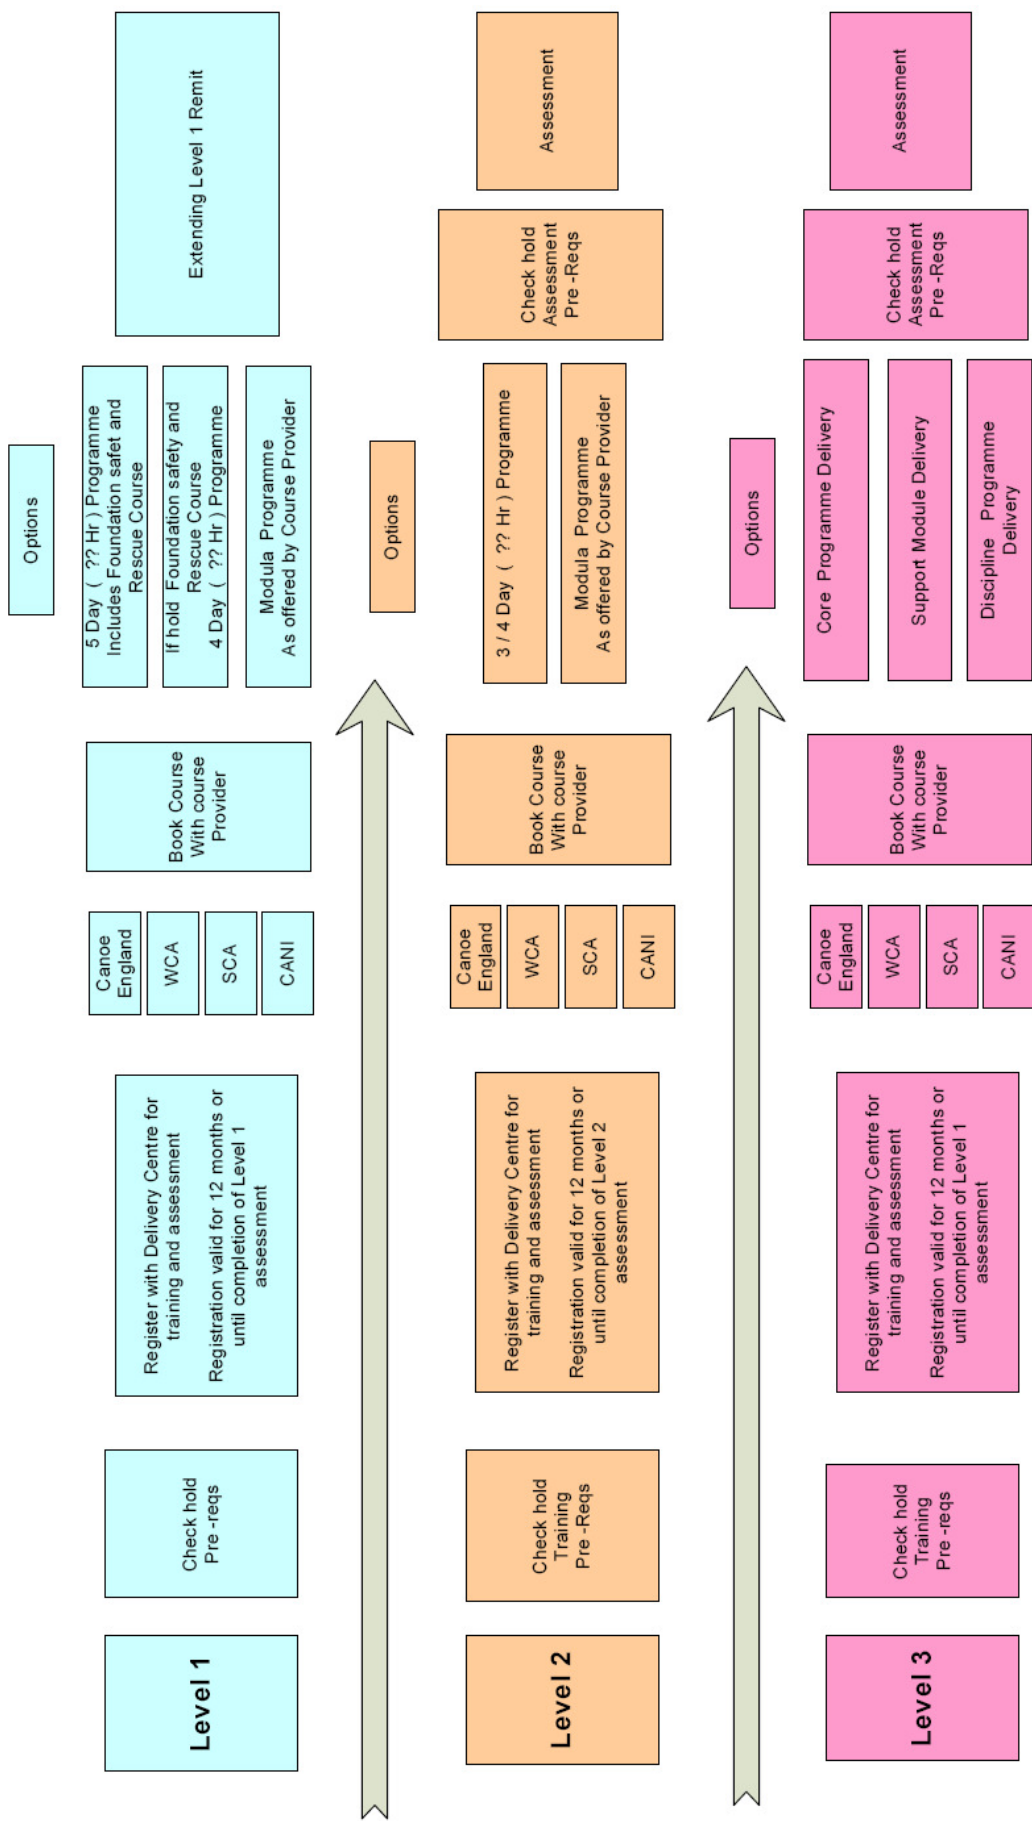 Level 1
Check hold
Pre -reqs
Register with Delivery Centre for
training and assessment
Registration valid for 12 months or
until completion of Level 1
assessment
Canoe
England
WCA
SCA
CANI
Book Course
With course
Provider
Options
5 Day ( ?? Hr ) Programme
Includes Foundation safet and
Rescue Course
If hold Foundation safety and
Rescue Course
4 Day ( ?? Hr ) Programme
Modula Programme
As offered by Course Provider
Extending Level 1 Remit
Level 2
Check hold
Training
Pre -Reqs
Register with Delivery Centre for
training and assessment
Registration valid for 12 months or
until completion of Level 2
assessment
Canoe
England
WCA
SCA
CANI
Book Course
With course
Provider
Options
3 / 4 Day ( ?? Hr ) Programme
Modula Programme
As offered by Course Provider
Check hold
Assessment
Pre -Reqs
Assessment
Level 3
Check hold
Training
Pre -reqs
Register with Delivery Centre for
training and assessment
Registration valid for 12 months or
until completion of Level 1
assessment
Canoe
England
WCA
SCA
CANI
Book Course
With course
Provider
Options
Core Programme Delivery
Support Module Delivery
Discipline Programme
Delivery
Check hold
Assessment
Pre -Reqs
Assessment